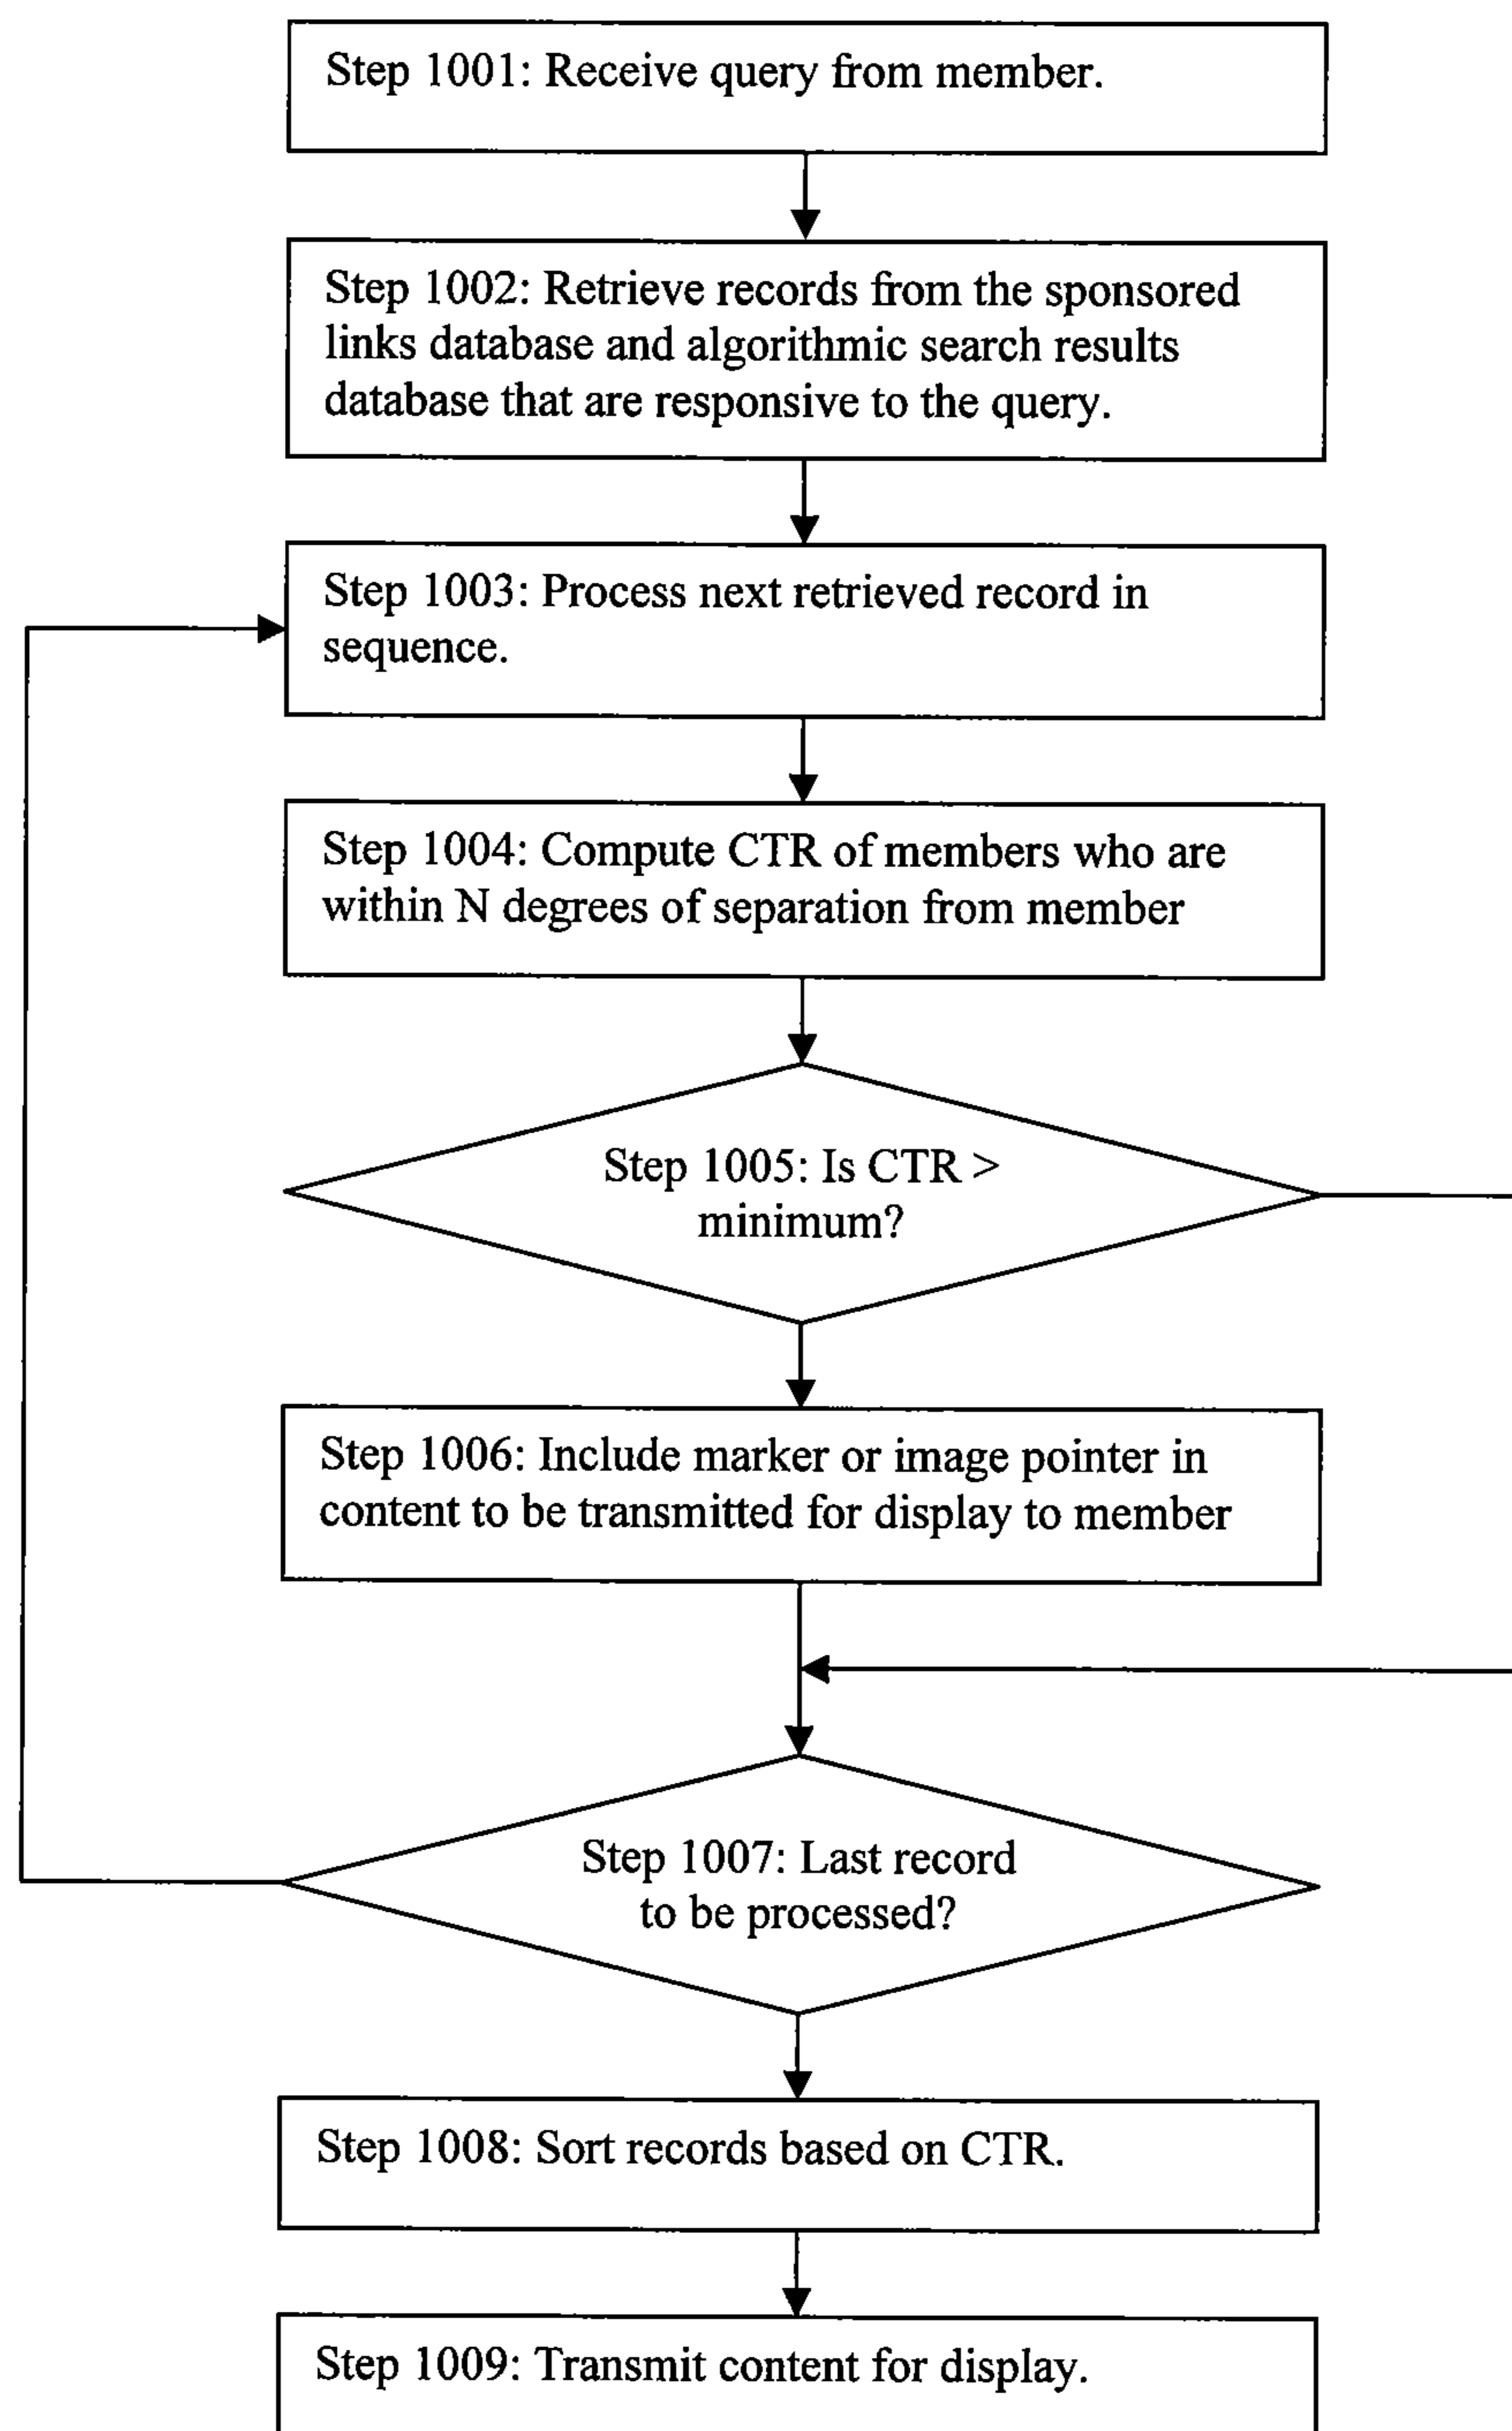 Step 1001: Receive query from member.
Step 1002: Retrieve records from the sponsored
links database and algorithmic search results
database that are responsive to the query.
Step 1003: Process next retrieved record in
sequence.
Step 1004: Compute CTR of members who are
within N degrees of separation from member
Step 1005: Is CTR >
minimum?
Step 1006: Include marker or image pointer in
content to be transmitted for display to member
Step 1007: Last record
to be processed?
Step 1008: Sort records based on CTR.
Step 1009: Transmit content for display.